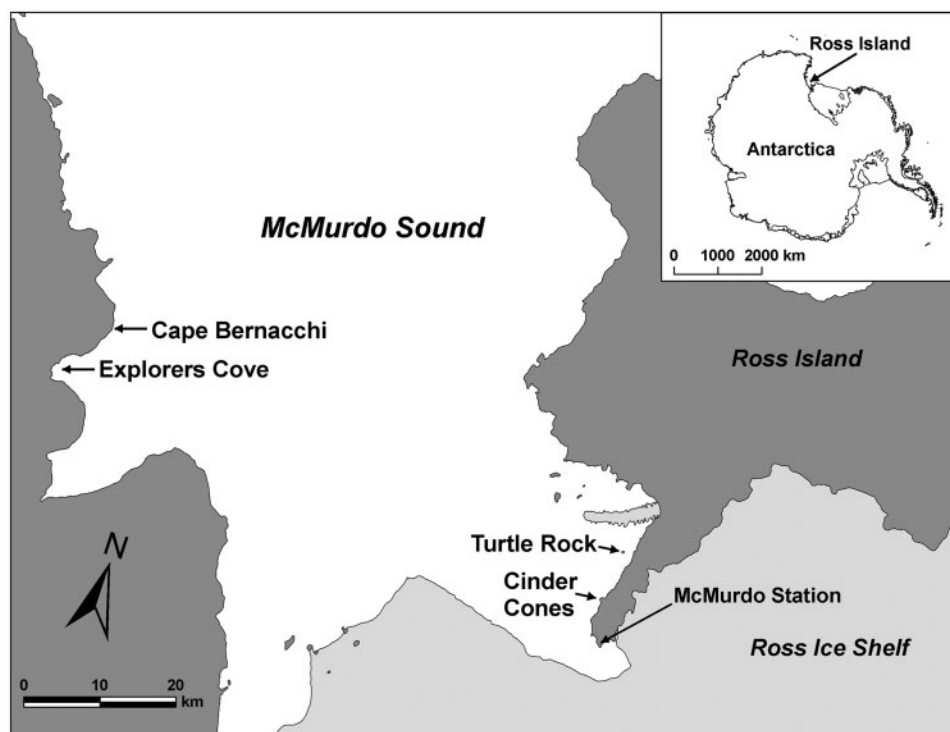 Ross Island
Antarctica
0 1000 2000 km
McMurdo Sound
Cape Bernacchi
Explorers Cove
Ross Island
Turtle Rock
Cinder
Cones
McMurdo Station
Ross Ice Shelf
N
0 10 20
km